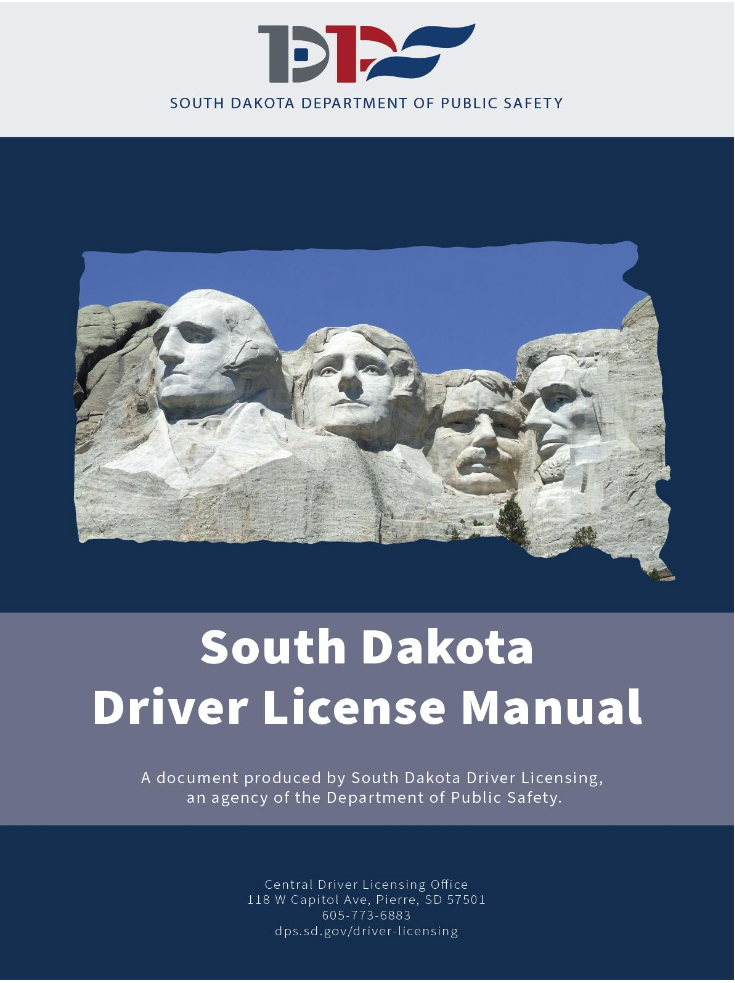 DPS
SOUTH DAKOTA DEPARTMENT OF PUBLIC SAFETY
South Dakota
Driver License Manual
A document produced by South Dakota Driver Licensing,
an agency of the Department of Public Safety.
Central Driver Licensing Office
118 W Capitol Ave, Pierre, SD 57501
605-773-6883
dps.sd.gov/driver-licensing